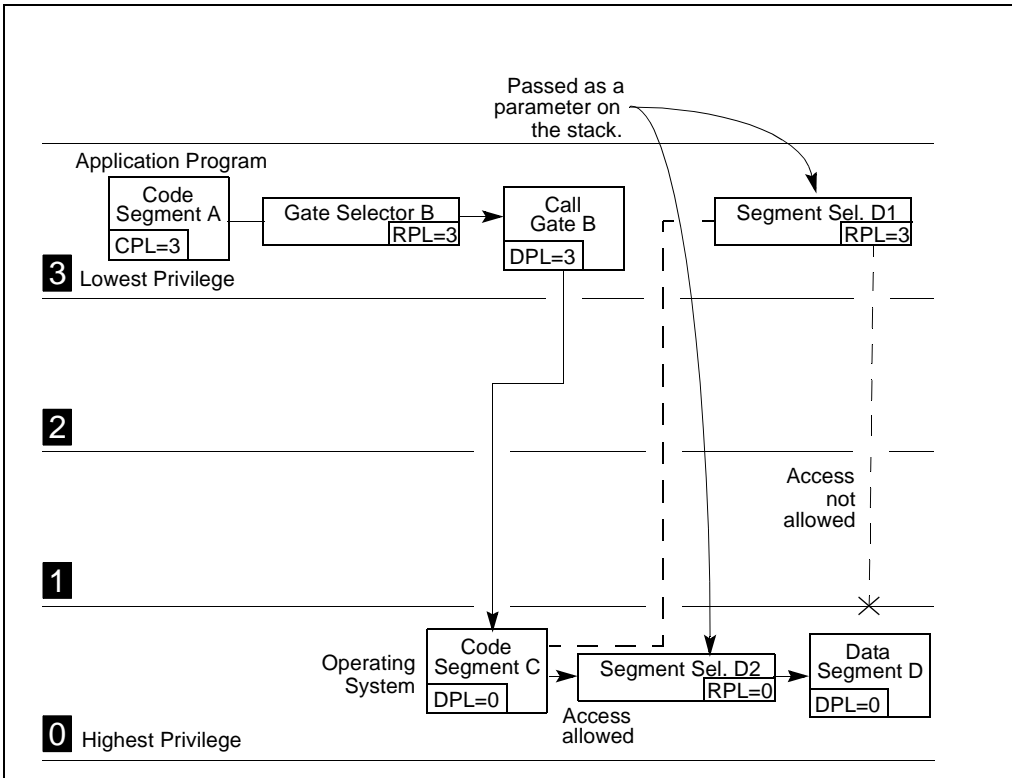 Passed as a
parameter on
the stack.
Application Program
Code
Segment A
CPL=3
Gate Selector B
RPL=3
Call
Gate B
DPL=3
Segment Sel. D1
RPL=3
3 Lowest Privilege
2
Access
not
allowed
1
Operating
System
Code
Segment C
DPL=0
Access
allowed
Segment Sel. D2
RPL=0
Data
Segment D
DPL=0
0 Highest Privilege